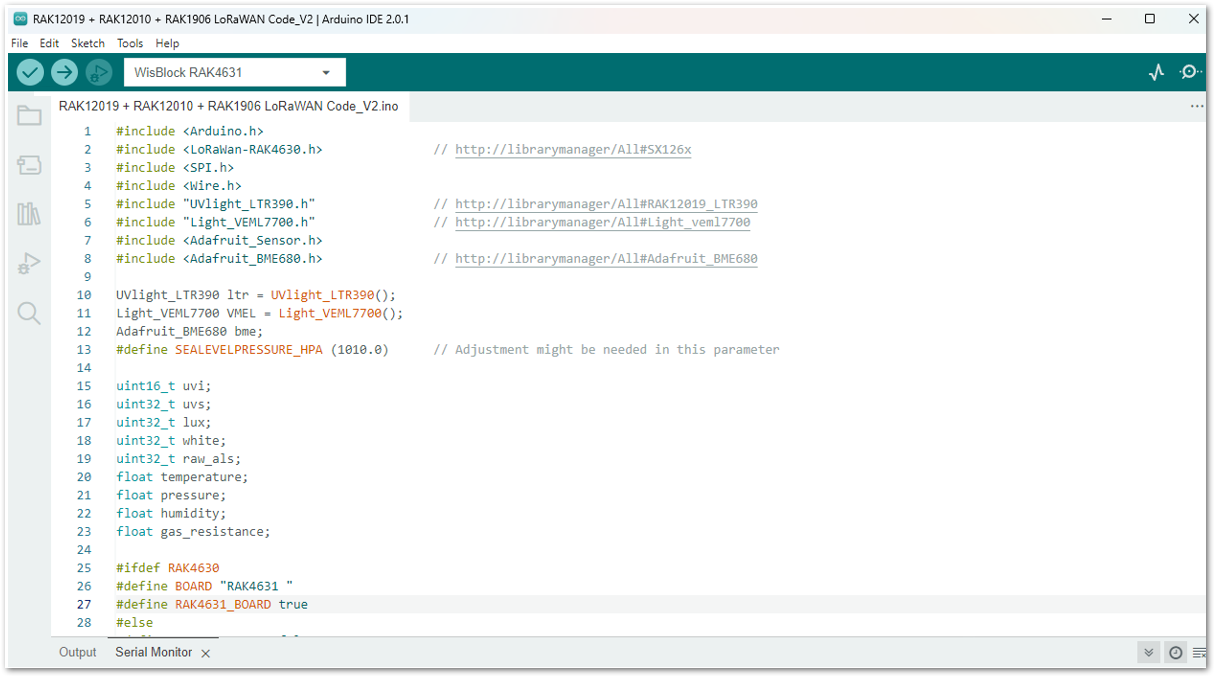 RAK12019 + RAK12010 + RAK1906 LoRaWAN Code_V2 | Arduino IDE 2.0.1
File Edit Sketch Tools Help
WisBlock RAK4631
RAK12019 + RAK12010 + RAK1906 LoRaWAN Code_V2.ino
1 #include <Arduino.h>
2 #include <LoRaWan-RAK4630.h> // http://librarymanager/All#SX126x
3 #include <SPI.h>
4 #include <Wire.h>
5 #include "UVlight_LTR390.h" // http://librarymanager/All#RAK12019_LTR390
6 #include "Light_VEML7700.h" // http://librarymanager/All#Light_veml7700
7 #include <Adafruit_Sensor.h>
8 #include <Adafruit_BME680.h> // http://librarymanager/All#Adafruit_BME680
9
10 UVlight_LTR390 ltr = UVlight_LTR390();
11 Light_VEML7700 VMEL = Light_VEML7700();
12 Adafruit_BME680 bme;
13 #define SEALEVELPRESSURE_HPA (1010.0) // Adjustment might be needed in this parameter
14
15 uint16_t uvi;
16 uint32_t uvs;
17 uint32_t lux;
18 uint32_t white;
19 uint32_t raw_als;
20 float temperature;
21 float pressure;
22 float humidity;
23 float gas_resistance;
24
25 #ifdef RAK4630
26 #define BOARD "RAK4631 "
27 #define RAK4631_BOARD true
28 #else
Output Serial Monitor